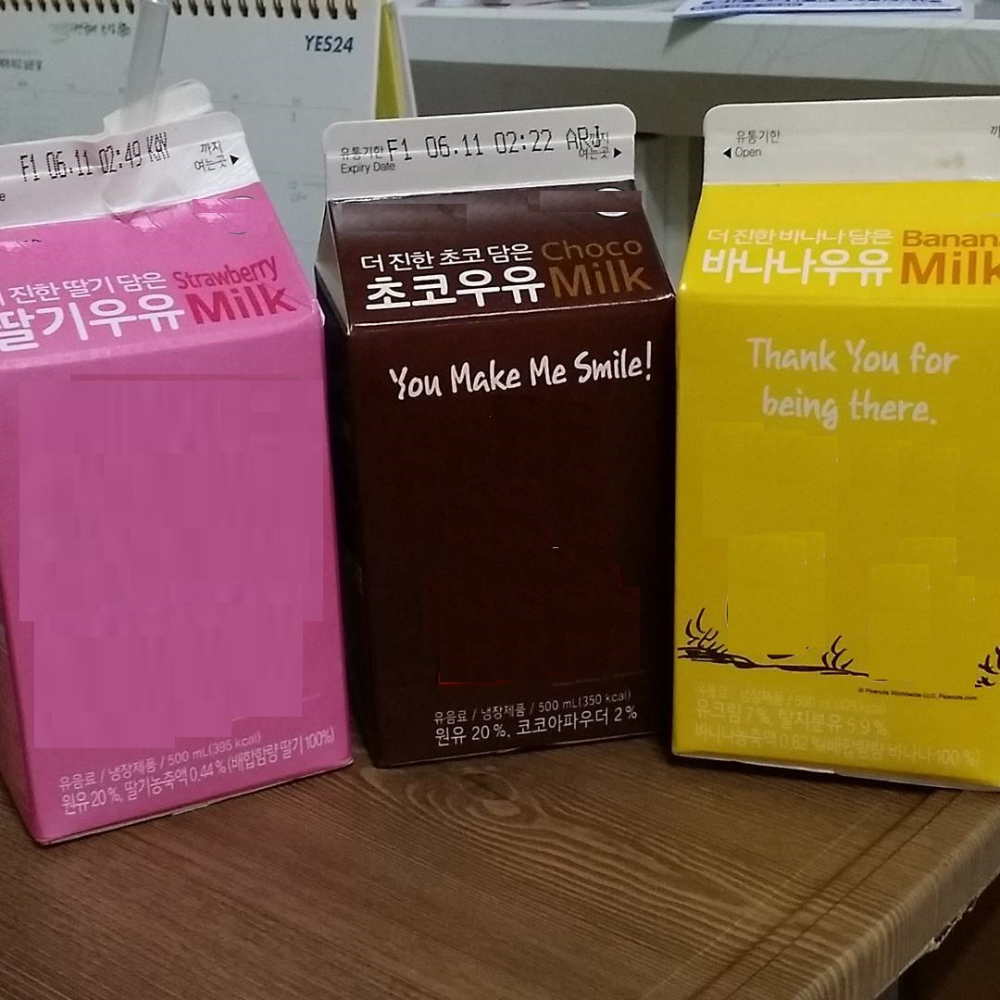 YES24
F1 06.11 02:49 KAY
까지
여는곳▶
진한 딸기 담은
Strawberry
딸기우유 Milk
유음료 / 냉장제품 / 500 mL(395 kcal)
원유 20%, 딸기농축액 0.44%(배합함량 딸기 100%)
유통기한 F1 06.11 02:22
Expiry Date
여는곳▶
더 진한 초코 담은 Choco
초코우유 Milk
You Make Me Smile!
유음료 / 냉장제품 / 500 mL(350 kcal)
원유 20%, 코코아파우더 2%
유통기한
◀Open
더 진한 바나나 담은 Banana
바나나우유 Milk
Thank You for
being there.
© Peanuts Worldwide LLC, Peanuts.com
유음료 / 냉장제품 / 500 mL
유크림 7%, 탈지분유 5.9%
바나나농축액 0.62%(배합함량 바나나 100%)